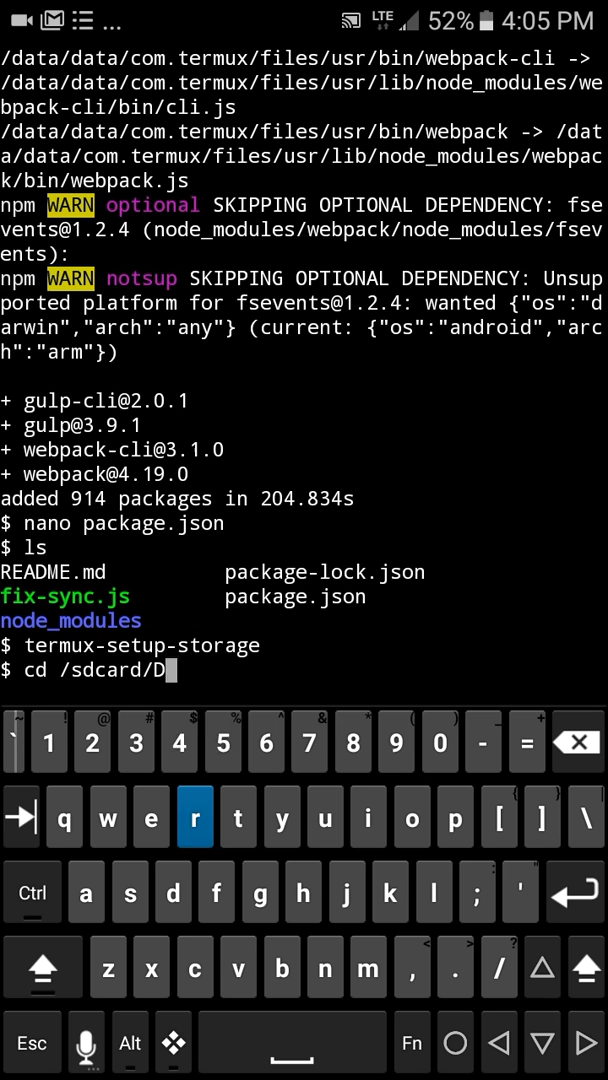 ... LTE 52% 4:05 PM
/data/data/com.termux/files/usr/bin/webpack-cli ->
/data/data/com.termux/files/usr/lib/node_modules/we
bpack-cli/bin/cli.js
/data/data/com.termux/files/usr/bin/webpack -> /dat
a/data/com.termux/files/usr/lib/node_modules/webpac
k/bin/webpack.js
npm WARN optional SKIPPING OPTIONAL DEPENDENCY: fse
vents@1.2.4 (node_modules/webpack/node_modules/fsev
ents):
npm WARN notsup SKIPPING OPTIONAL DEPENDENCY: Unsup
ported platform for fsevents@1.2.4: wanted {"os":"d
arwin","arch":"any"} (current: {"os":"android","arc
h":"arm"})
+ gulp-cli@2.0.1
+ gulp@3.9.1
+ webpack-cli@3.1.0
+ webpack@4.19.0
added 914 packages in 204.834s
$ nano package.json
$ ls
README.md package-lock.json
fix-sync.js package.json
node_modules
$ termux-setup-storage
$ cd /sdcard/D
~ ! @ # $ % ^ & * ( ) _ +
` 1 2 3 4 5 6 7 8 9 0 - =
{ } |
q w e r t y u i o p [ ] \
: "
Ctrl a s d f g h j k l ; '
< > ?
z x c v b n m , . /
Esc Alt Fn